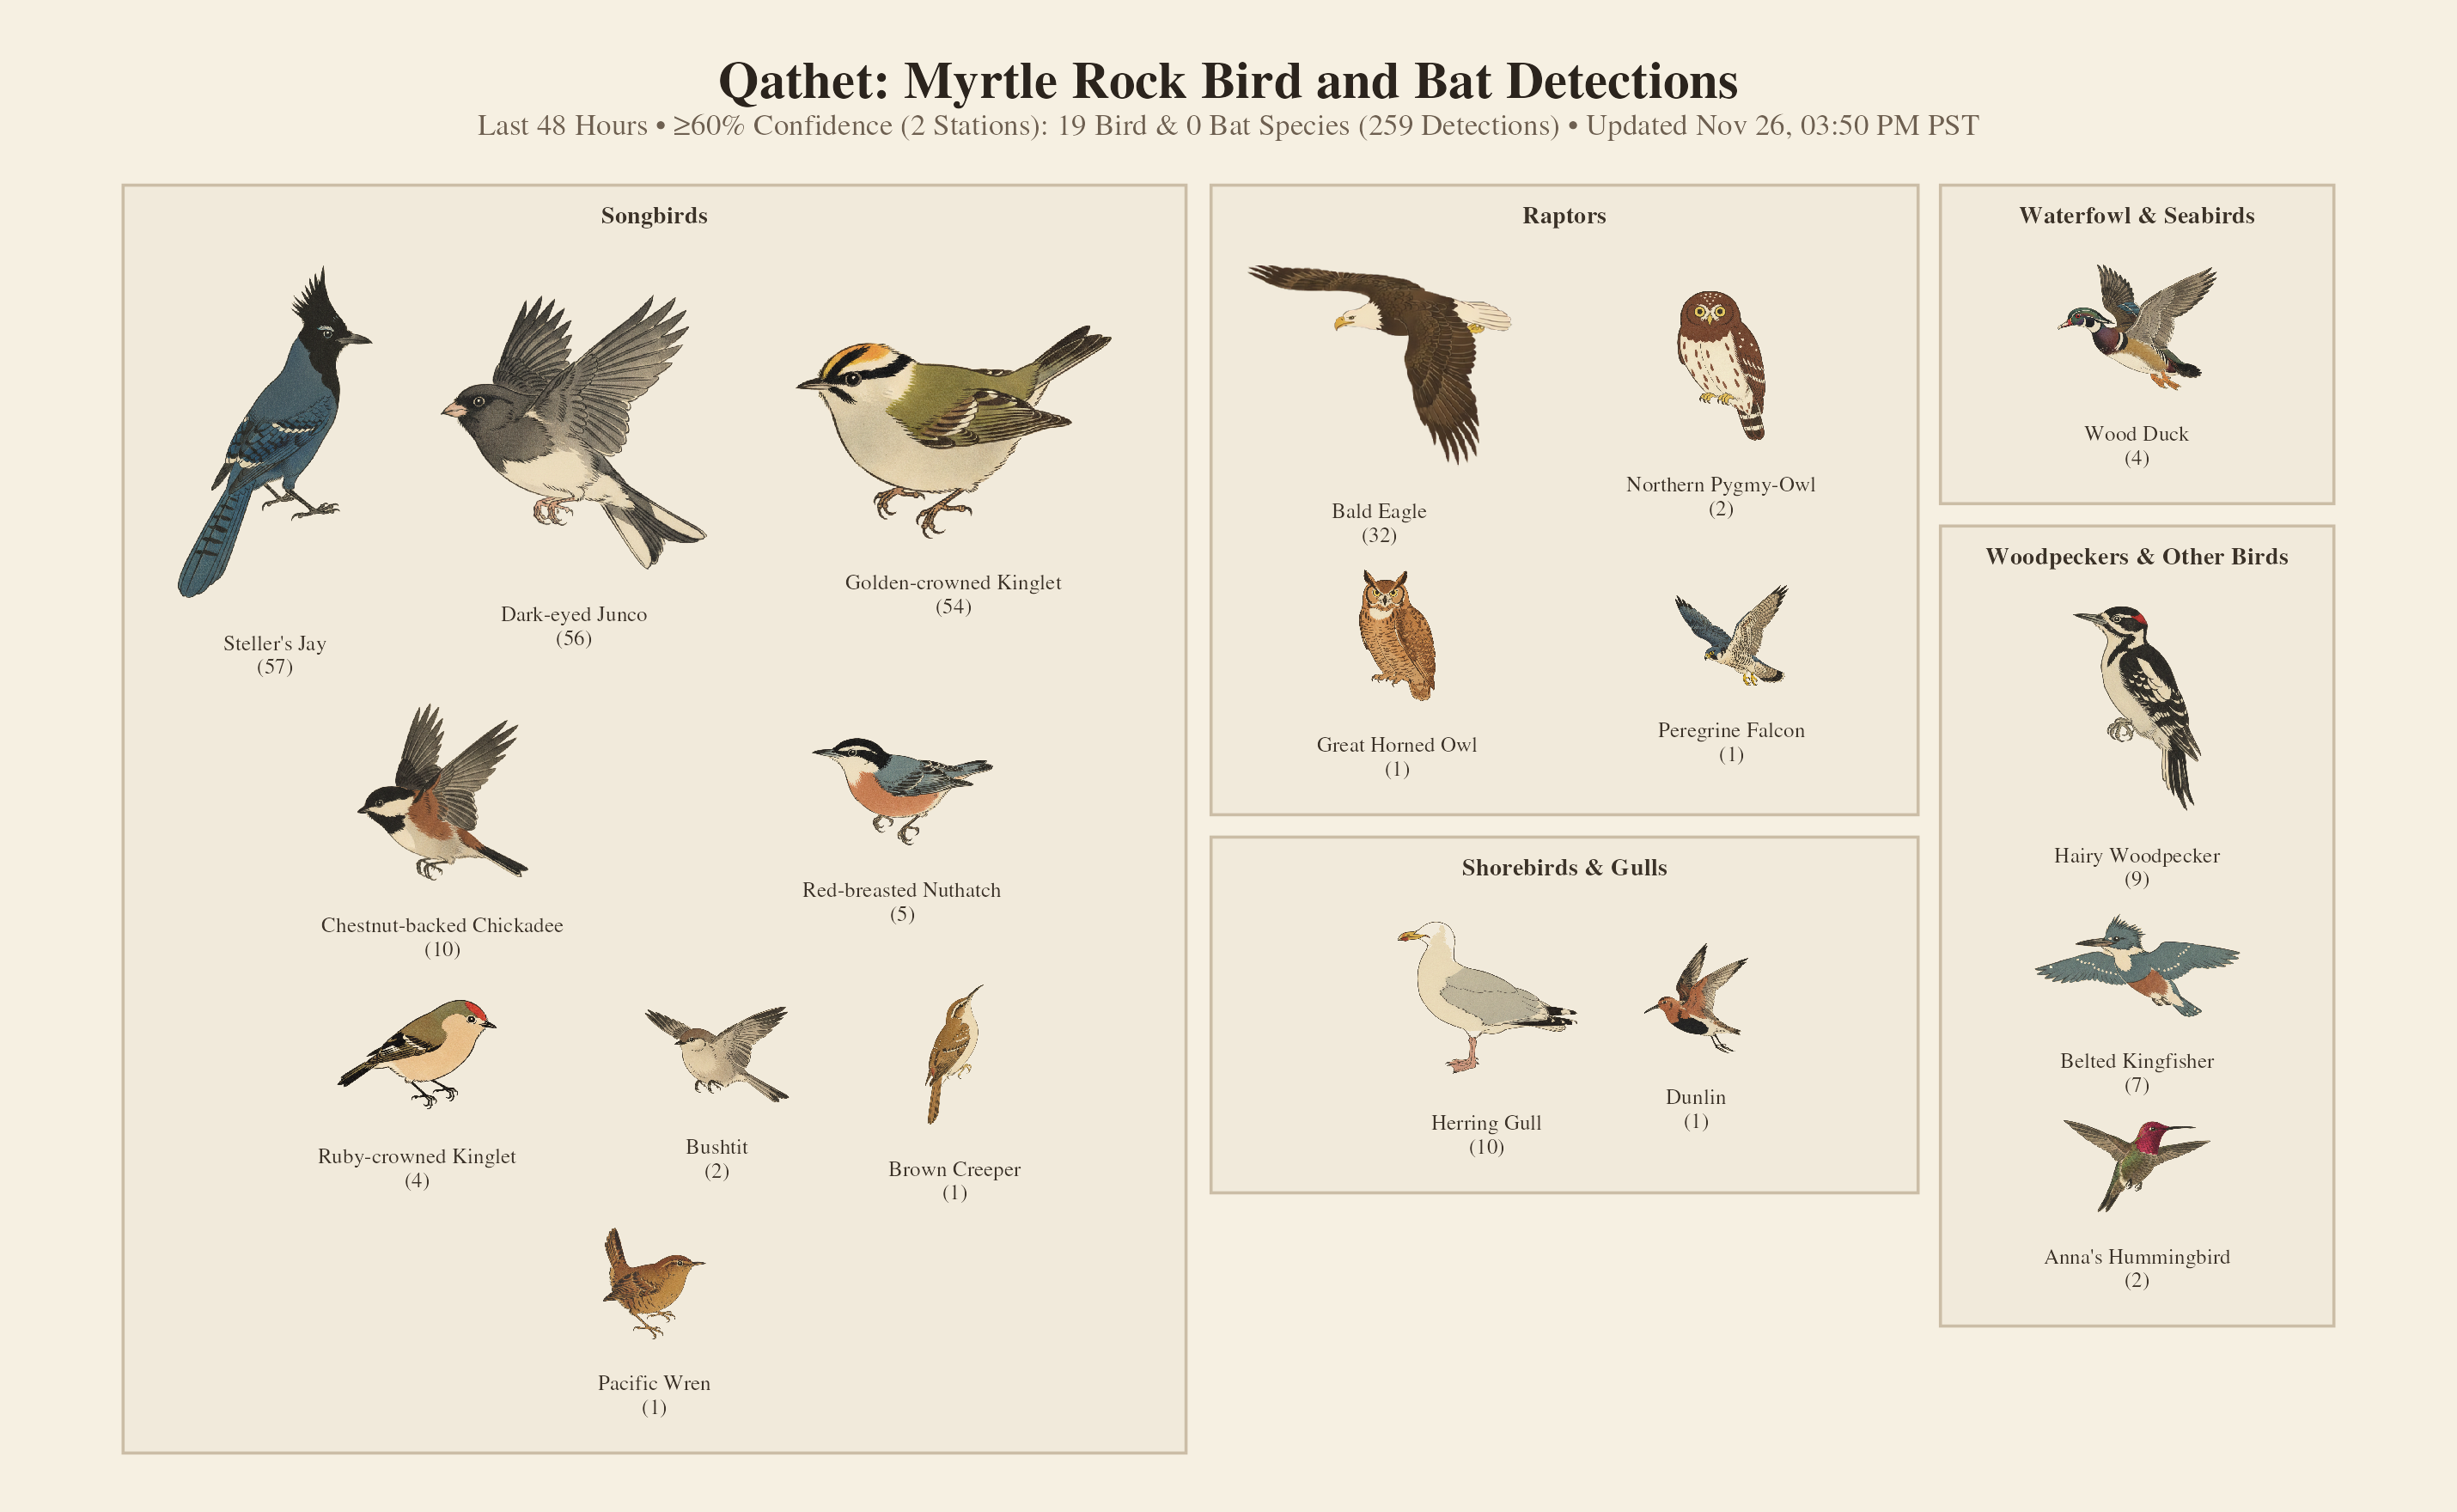 Qathet: Myrtle Rock Bird and Bat Detections
Last 48 Hours • ≥60% Confidence (2 Stations): 19 Bird & 0 Bat Species (259 Detections) • Updated Nov 26, 03:50 PM PST
Songbirds
Steller's Jay
(57)
Dark-eyed Junco
(56)
Golden-crowned Kinglet
(54)
Chestnut-backed Chickadee
(10)
Red-breasted Nuthatch
(5)
Ruby-crowned Kinglet
(4)
Bushtit
(2)
Brown Creeper
(1)
Pacific Wren
(1)
Raptors
Bald Eagle
(32)
Northern Pygmy-Owl
(2)
Great Horned Owl
(1)
Peregrine Falcon
(1)
Shorebirds & Gulls
Herring Gull
(10)
Dunlin
(1)
Waterfowl & Seabirds
Wood Duck
(4)
Woodpeckers & Other Birds
Hairy Woodpecker
(9)
Belted Kingfisher
(7)
Anna's Hummingbird
(2)